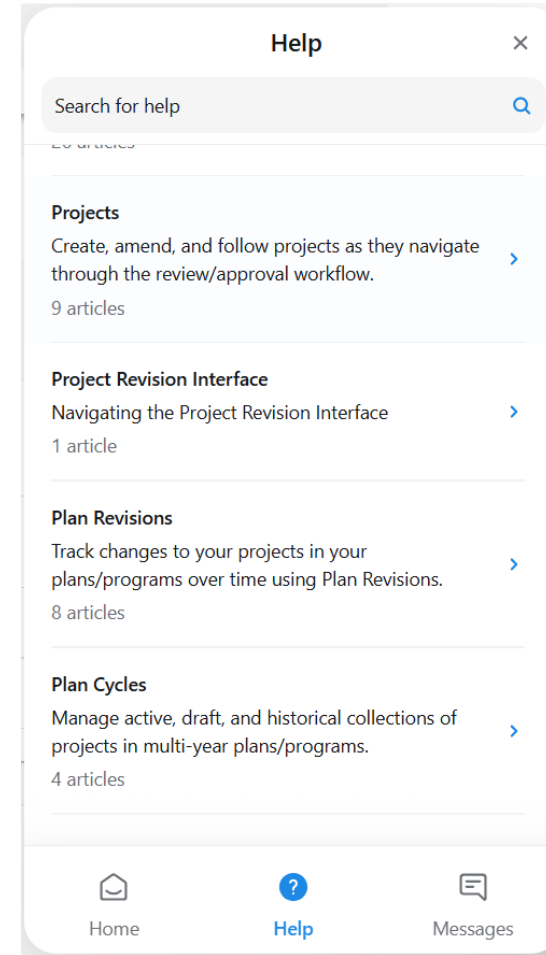 Help
Search for help
Projects
Create, amend, and follow projects as they navigate
through the review/approval workflow.
9 articles
Project Revision Interface
Navigating the Project Revision Interface
1 article
Plan Revisions
Track changes to your projects in your
plans/programs over time using Plan Revisions.
8 articles
Plan Cycles
Manage active, draft, and historical collections of
projects in multi-year plans/programs.
4 articles
Home
Help
Messages